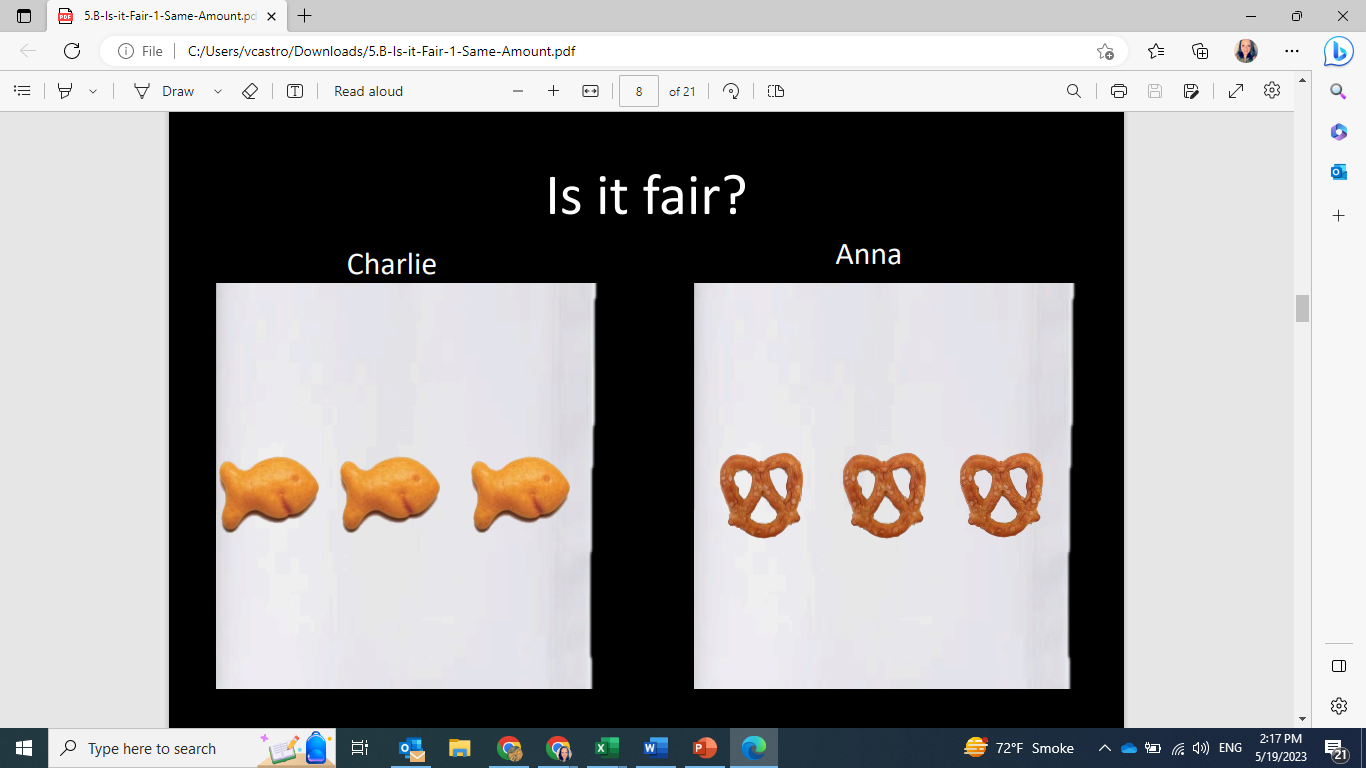 5.B-Is-it-Fair-1-Same-Amount.pd
File
C:/Users/vcastro/Downloads/5.B-Is-it-Fair-1-Same-Amount.pdf
Draw
Read aloud
8
of 21
Is it fair?
Charlie
Anna
Type here to search
72°F Smoke
ENG
2:17 PM
5/19/2023
21